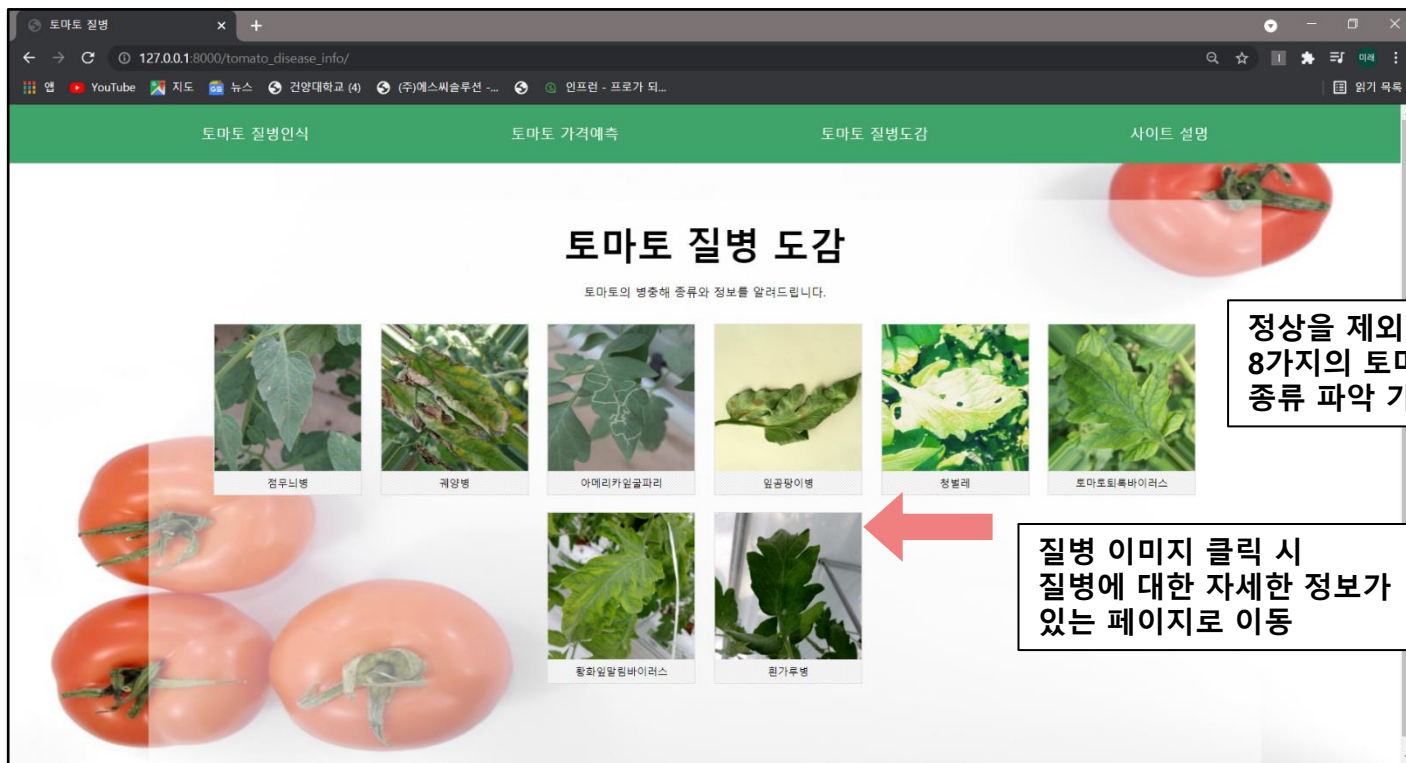 토마토 질병
127.0.0.1:8000/tomato_disease_info/
미래
앱 YouTube 지도 뉴스 건양대학교 (4) (주)에스씨솔루션 -... 인프런 - 프로가 되... 읽기 목록
토마토 질병인식 토마토 가격예측 토마토 질병도감 사이트 설명
토마토 질병 도감
토마토의 병충해 종류와 정보를 알려드립니다.
정상을 제외
8가지의 토마
종류 파악 가
점무늬병 궤양병 아메리카잎굴파리 잎곰팡이병 청벌레 토마토퇴록바이러스
질병 이미지 클릭 시
질병에 대한 자세한 정보가
있는 페이지로 이동
황화잎말림바이러스 흰가루병